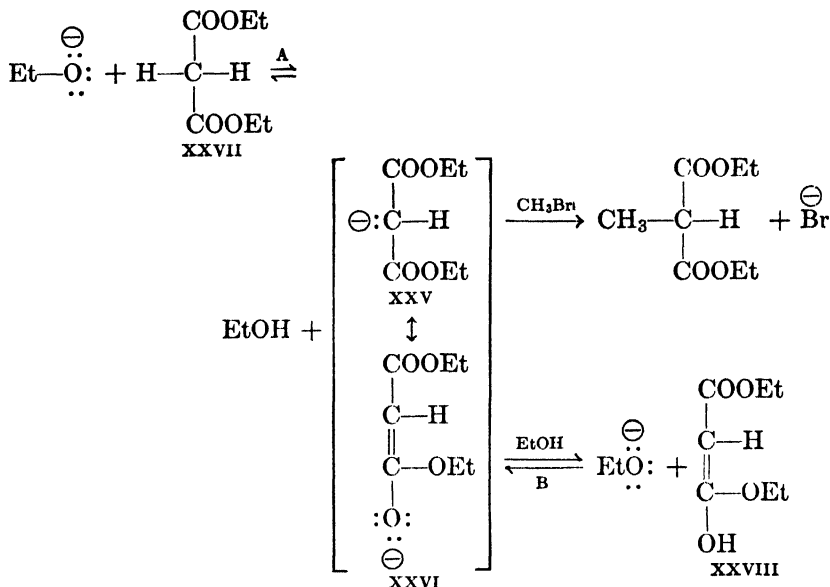 COOEt
Et—O: + H—C—H ⇌ A
COOEt
XXVII
COOEt
⊖:C—H
COOEt
XXV
CH₃Br
CH₃—C—H + Br⊖
COOEt
COOEt
EtOH +
↕
COOEt
C—H
C—OEt
:O:
⊖
XXVI
EtOH
B
EtO: +
COOEt
C—H
C—OEt
OH
XXVIII